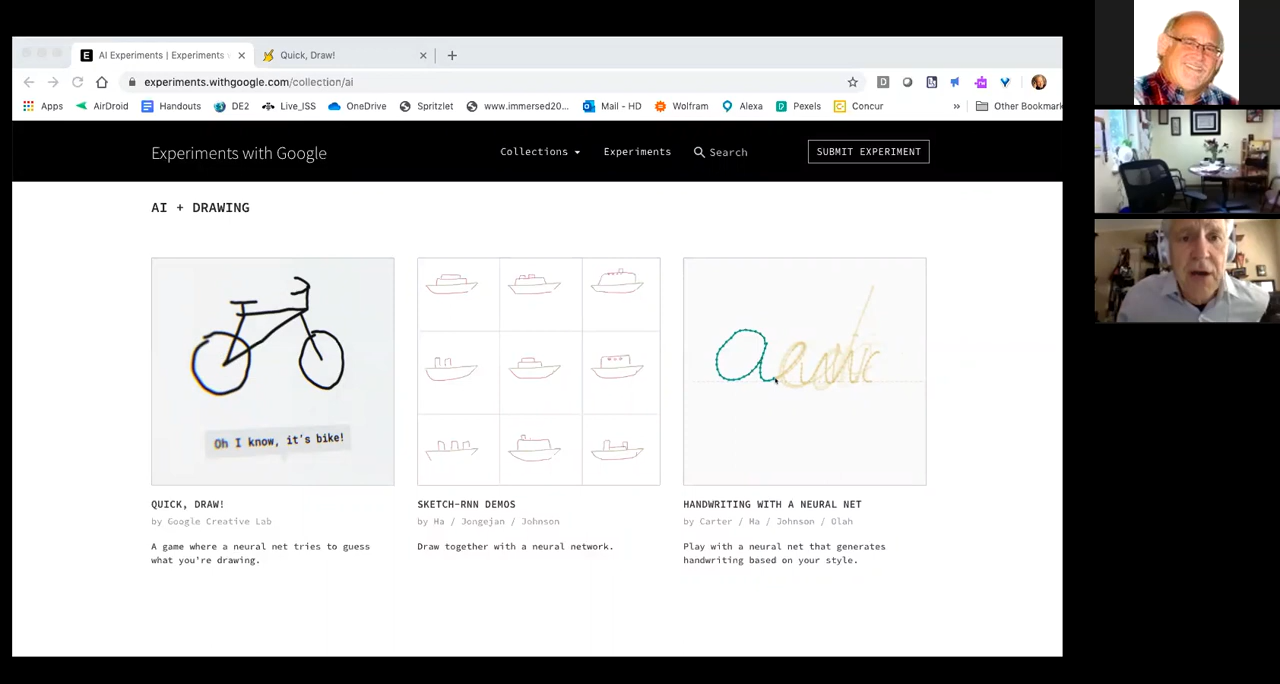 AI Experiments | Experiments w
Quick, Draw!
experiments.withgoogle.com/collection/ai
Apps AirDroid Handouts DE2 Live_ISS OneDrive Spritzlet www.immersed20... Mail - HD Wolfram Alexa Pexels Concur » Other Bookmark
Experiments with Google
Collections Experiments Search SUBMIT EXPERIMENT
AI + DRAWING
Oh I know, it's bike!
QUICK, DRAW!
by Google Creative Lab
A game where a neural net tries to guess
what you're drawing.
SKETCH-RNN DEMOS
by Ha / Jongejan / Johnson
Draw together with a neural network.
a
HANDWRITING WITH A NEURAL NET
by Carter / Ha / Johnson / Olah
Play with a neural net that generates
handwriting based on your style.